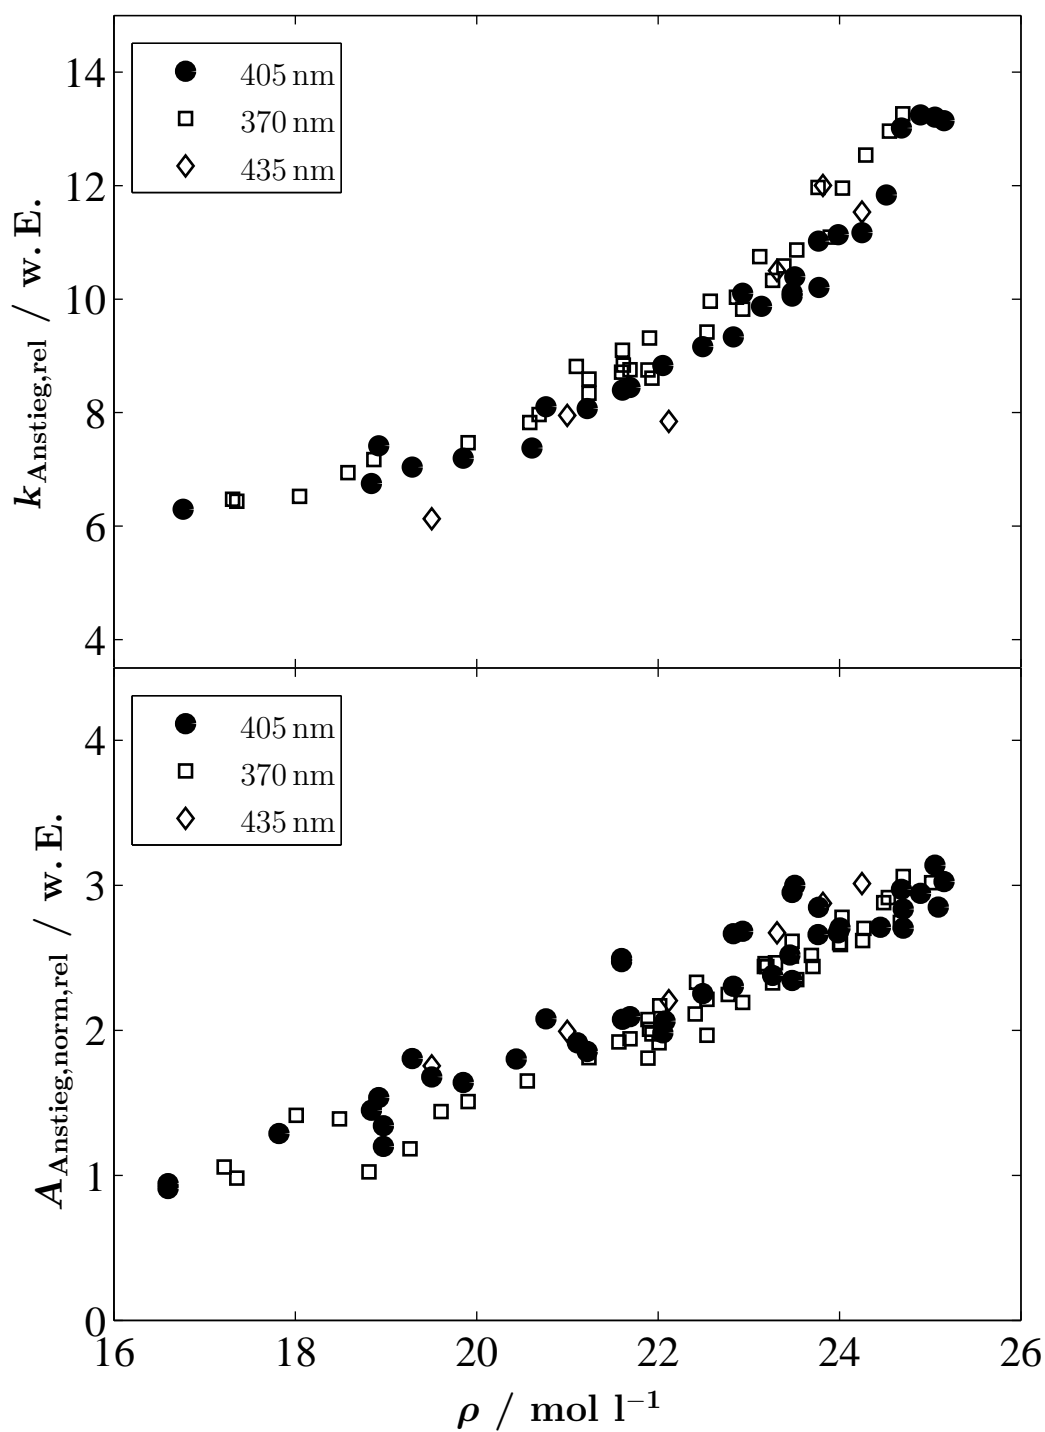 14
12
10
8
6
4
k_Anstieg,rel / w. E.
405 nm
370 nm
435 nm
4
3
2
1
0
A_Anstieg,norm,rel / w. E.
405 nm
370 nm
435 nm
16 18 20 22 24 26
ρ / mol l⁻¹